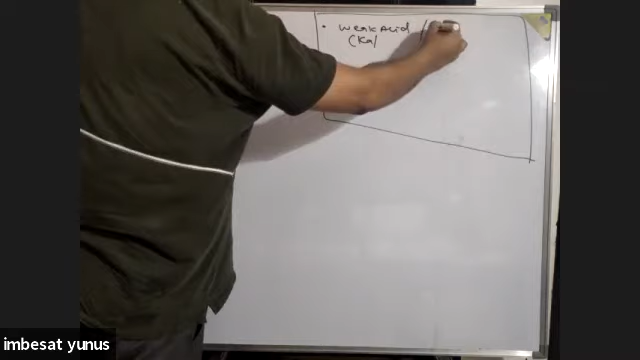 • Weak Acid /
(Ka/
imbesat yunus